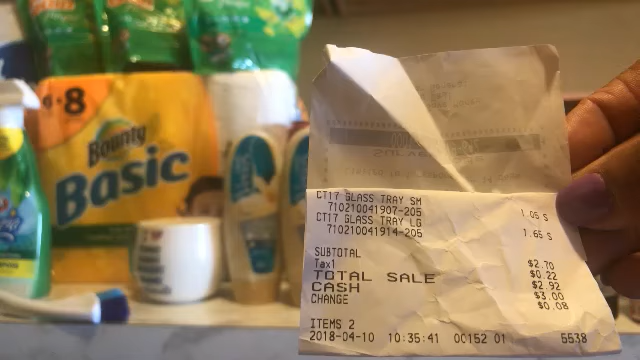 6=8
Bounty
Basic
CT17 GLASS TRAY SM
710210041907-205 1.05 S
CT17 GLASS TRAY LG
710210041914-205 1.65 S
SUBTOTAL $2.70
Tax1 $0.22
TOTAL SALE $2.92
CASH $3.00
CHANGE $0.08
ITEMS 2
2018-04-10 10:35:41 00152 01 5538